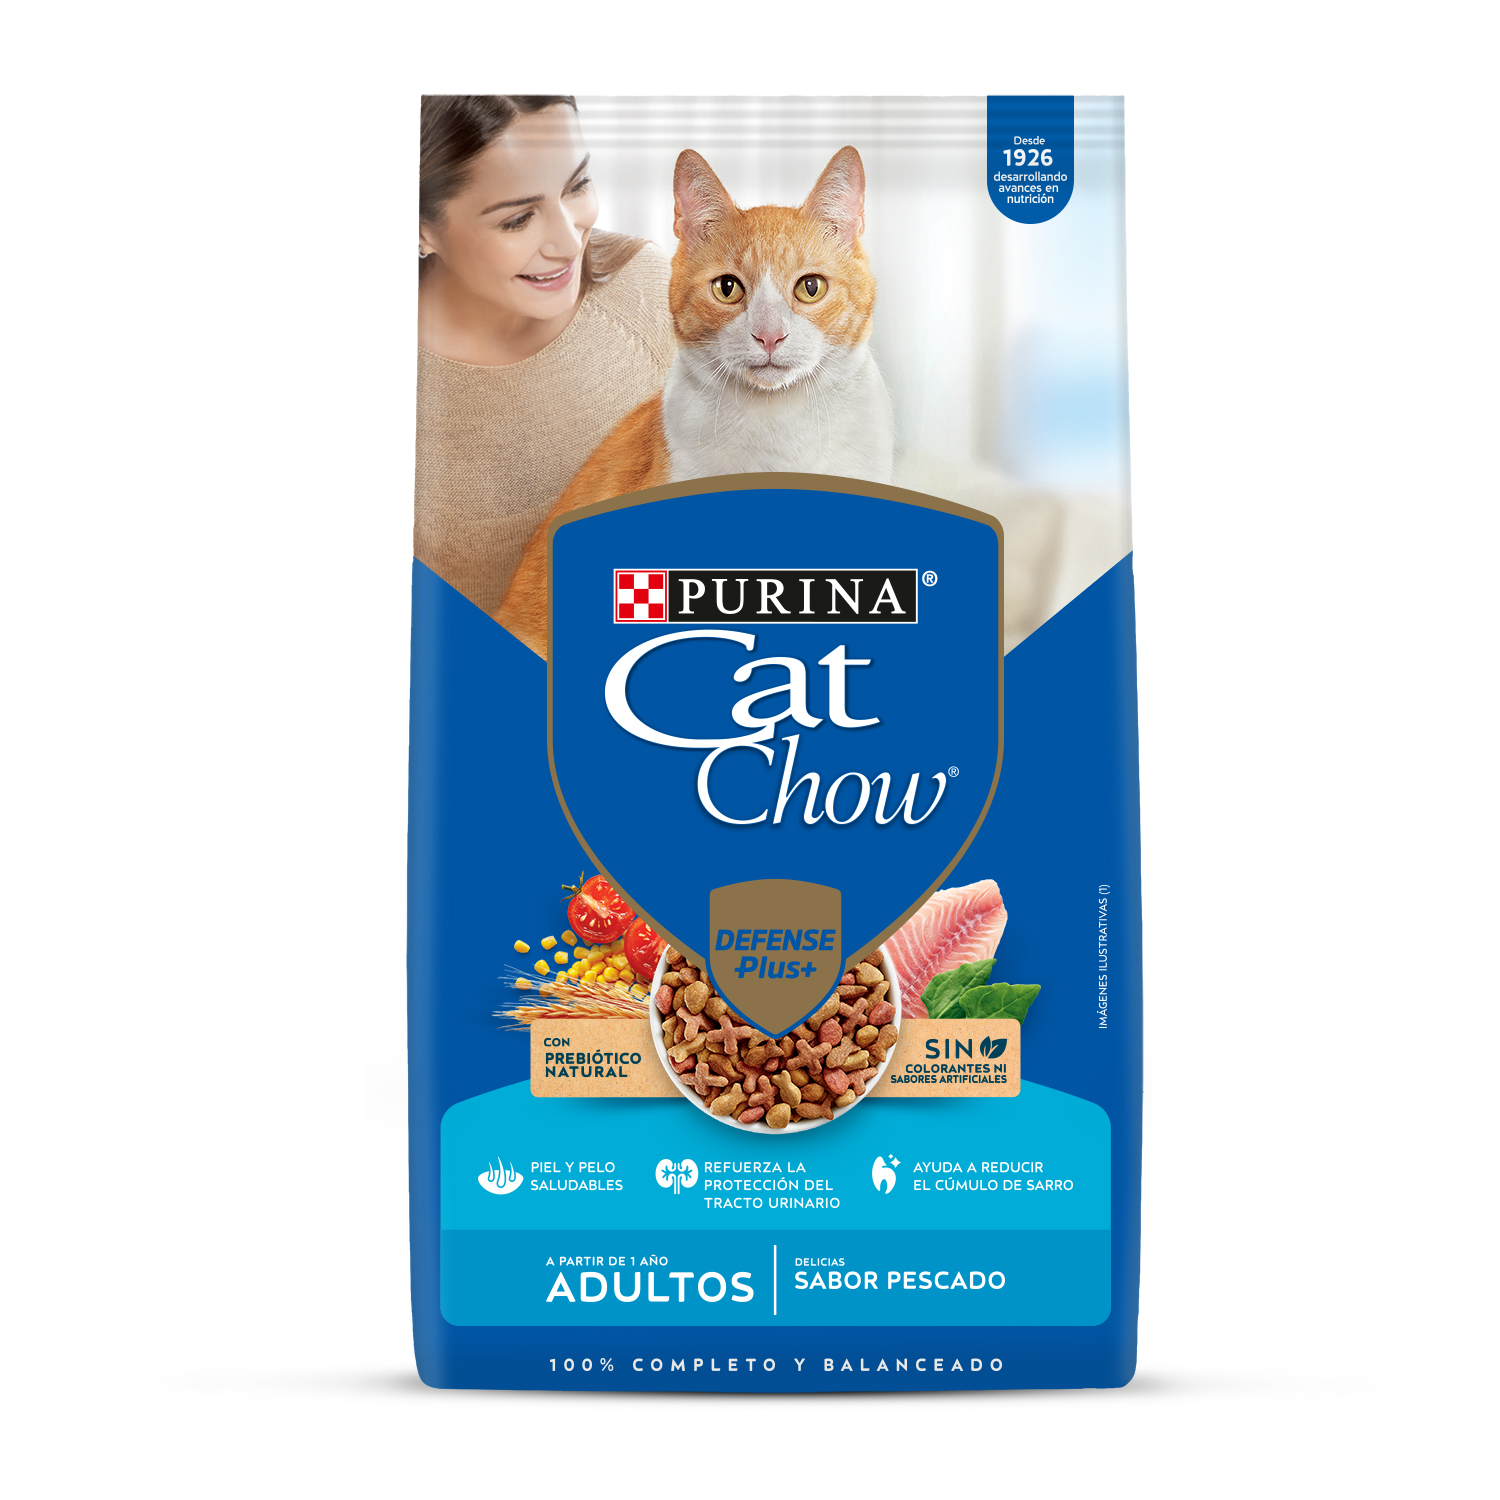 Desde
1926
desarrollando
avances en
nutrición
PURINA®
Cat
Chow®
DEFENSE
Plus+
CON
PREBIÓTICO
NATURAL
SIN
COLORANTES NI
SABORES ARTIFICIALES
IMÁGENES ILUSTRATIVAS (1)
PIEL Y PELO
SALUDABLES
REFUERZA LA
PROTECCIÓN DEL
TRACTO URINARIO
AYUDA A REDUCIR
EL CÚMULO DE SARRO
A PARTIR DE 1 AÑO
ADULTOS
DELICIAS
SABOR PESCADO
100% COMPLETO Y BALANCEADO